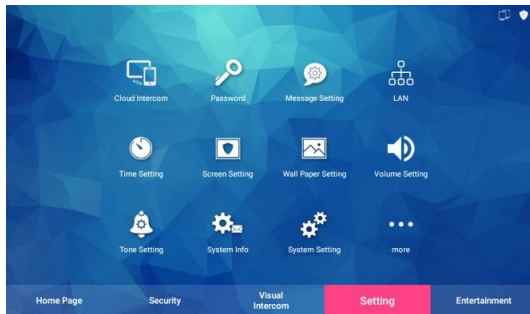 Cloud Intercom
Password
Message Setting
LAN
Time Setting
Screen Setting
Wall Paper Setting
Volume Setting
Tone Setting
System Info
System Setting
more
Home Page
Security
Visual
Intercom
Setting
Entertainment